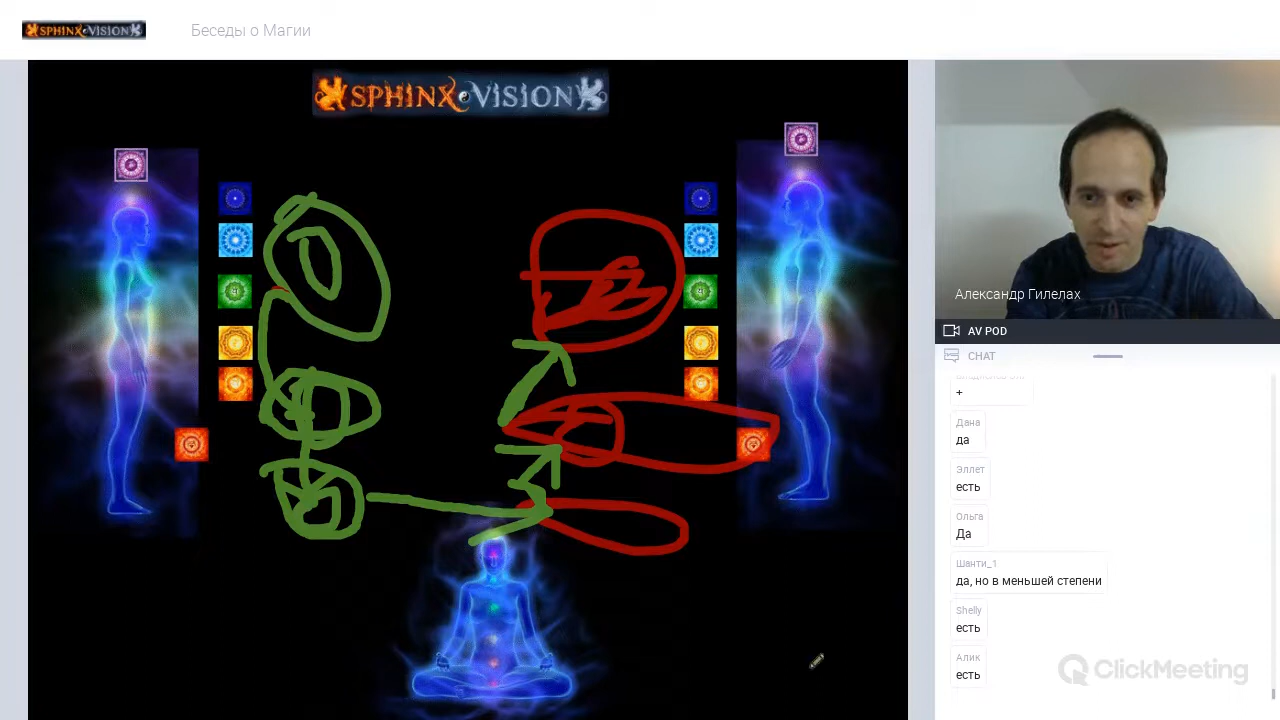 SPHINX VISION
Беседы о Магии
SPHINX VISION
Александр Гилелах
AV POD
CHAT
+
Дана
да
Эллет
есть
Ольга
Да
Шанти_1
да, но в меньшей степени
Shelly
есть
Алик
есть
ClickMeeting